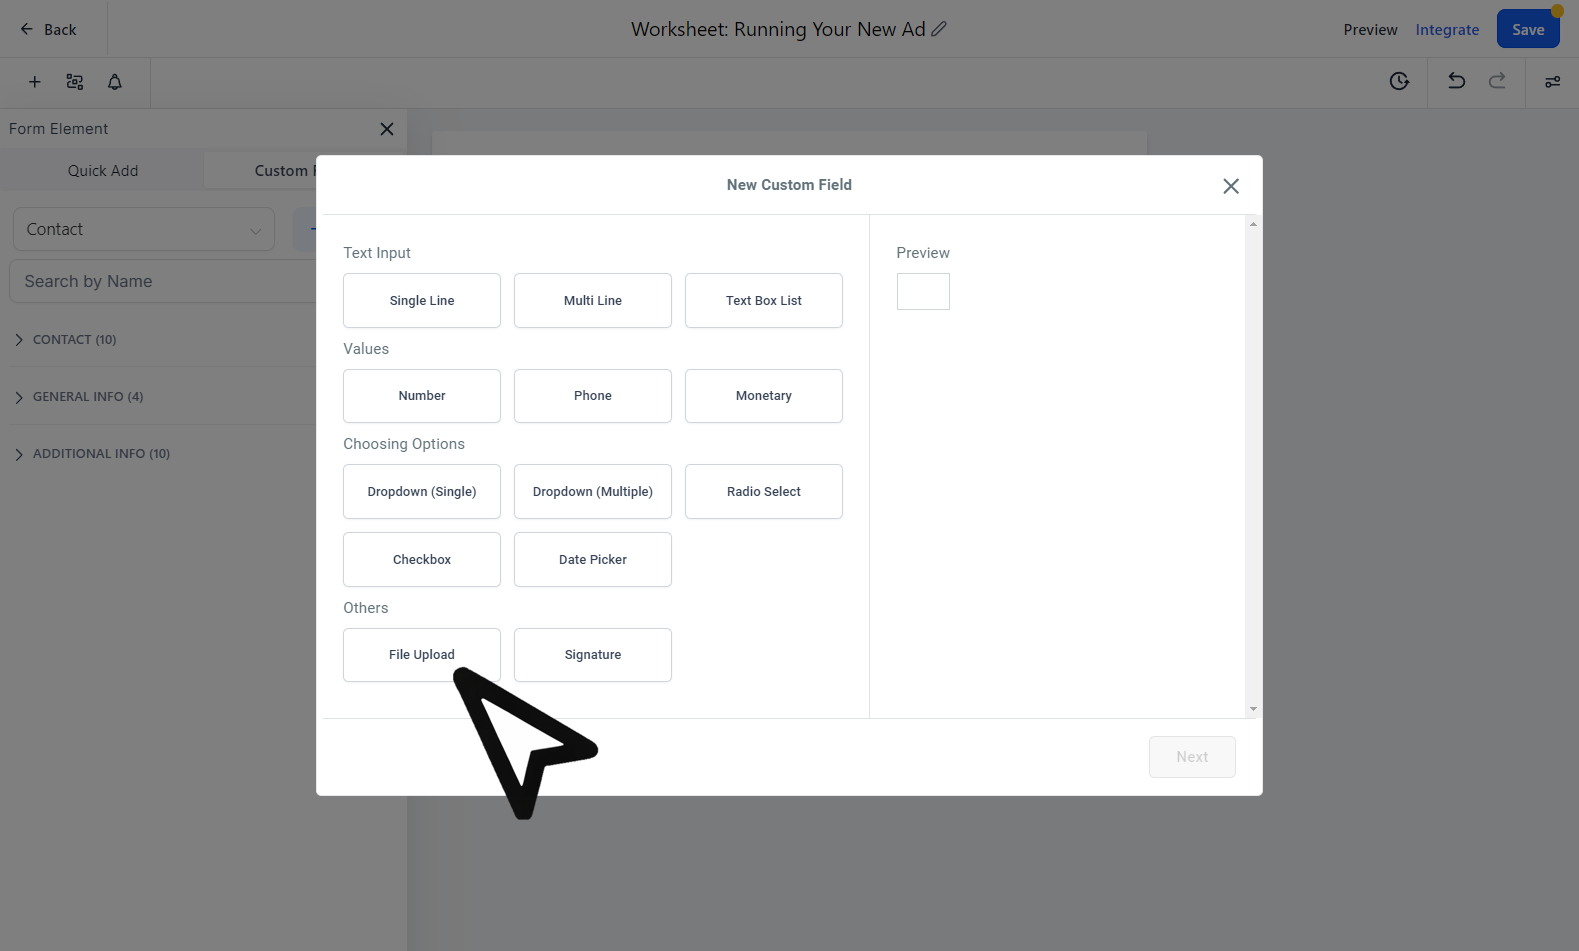 Back
Worksheet: Running Your New Ad
Preview
Integrate
Save
Form Element
Quick Add
Custom
Contact
Search by Name
CONTACT (10)
GENERAL INFO (4)
ADDITIONAL INFO (10)
New Custom Field
Text Input
Single Line
Multi Line
Text Box List
Values
Number
Phone
Monetary
Choosing Options
Dropdown (Single)
Dropdown (Multiple)
Radio Select
Checkbox
Date Picker
Others
File Upload
Signature
Preview
Next